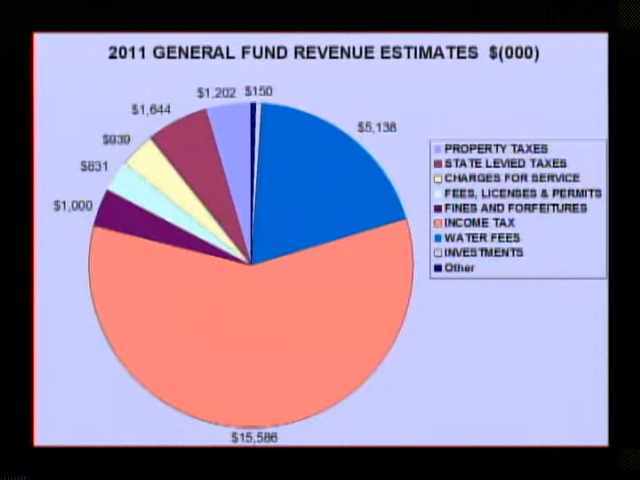 2011 GENERAL FUND REVENUE ESTIMATES $(000)
$1,202
$150
$1,644
$5,138
$939
$831
$1,000
$15,586
PROPERTY TAXES
STATE LEVIED TAXES
CHARGES FOR SERVICE
FEES, LICENSES & PERMITS
FINES AND FORFEITURES
INCOME TAX
WATER FEES
INVESTMENTS
Other